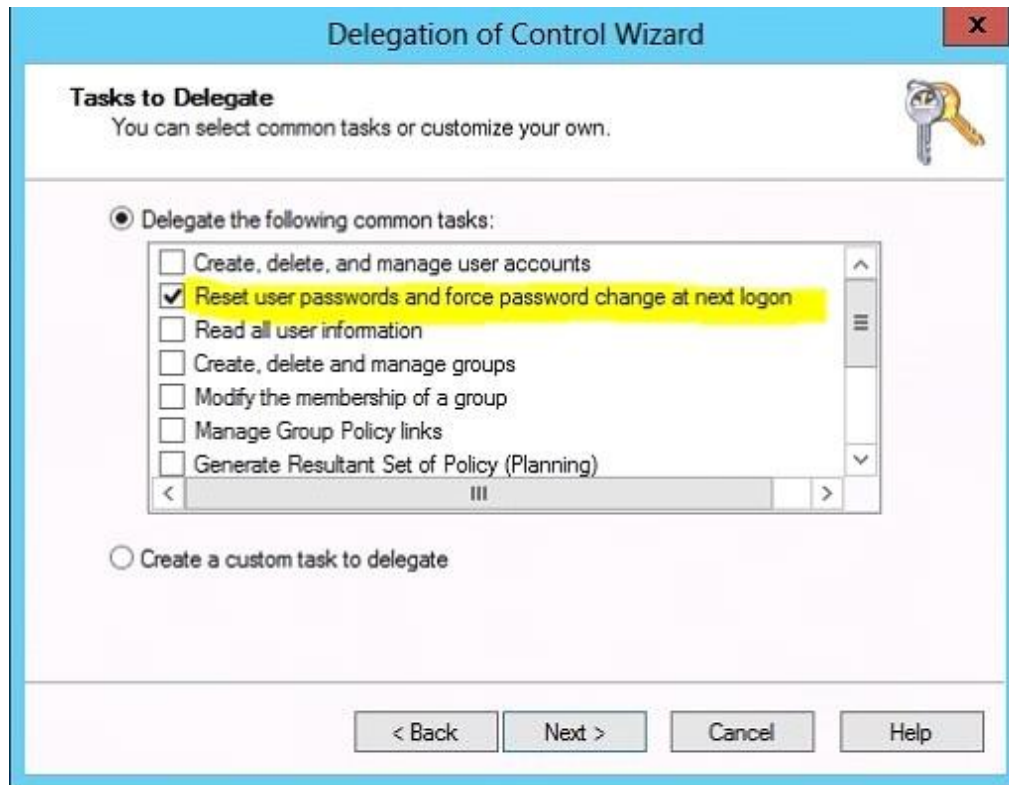 Delegation of Control Wizard
X
Tasks to Delegate
You can select common tasks or customize your own.
Delegate the following common tasks:
Create, delete, and manage user accounts
Reset user passwords and force password change at next logon
Read all user information
Create, delete and manage groups
Modify the membership of a group
Manage Group Policy links
Generate Resultant Set of Policy (Planning)
Create a custom task to delegate
< Back Next > Cancel Help